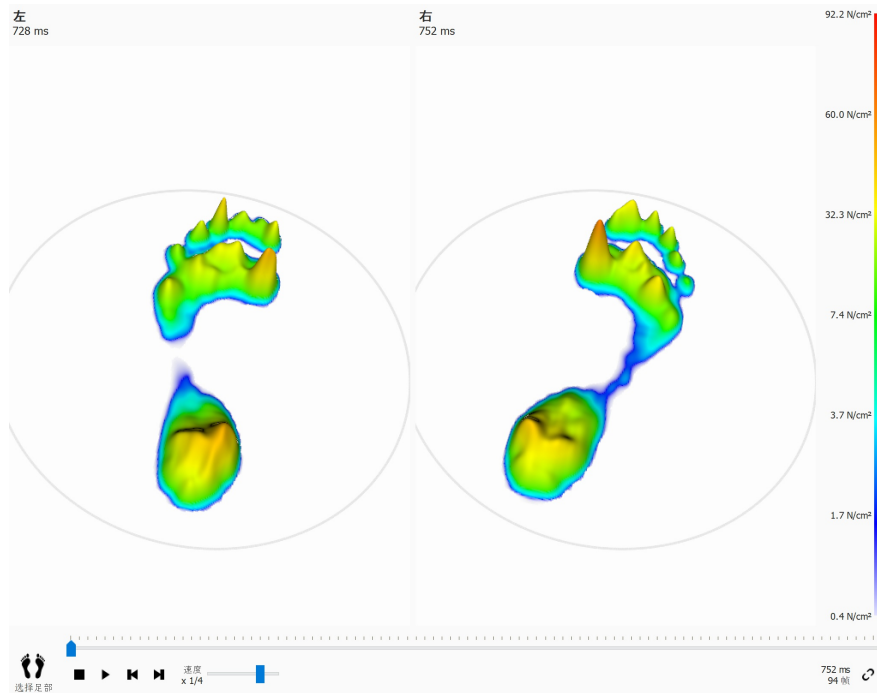 左
728 ms
右
752 ms
92.2 N/cm²
60.0 N/cm²
32.3 N/cm²
7.4 N/cm²
3.7 N/cm²
1.7 N/cm²
0.4 N/cm²
选择足部
速度
x 1/4
752 ms
94 帧